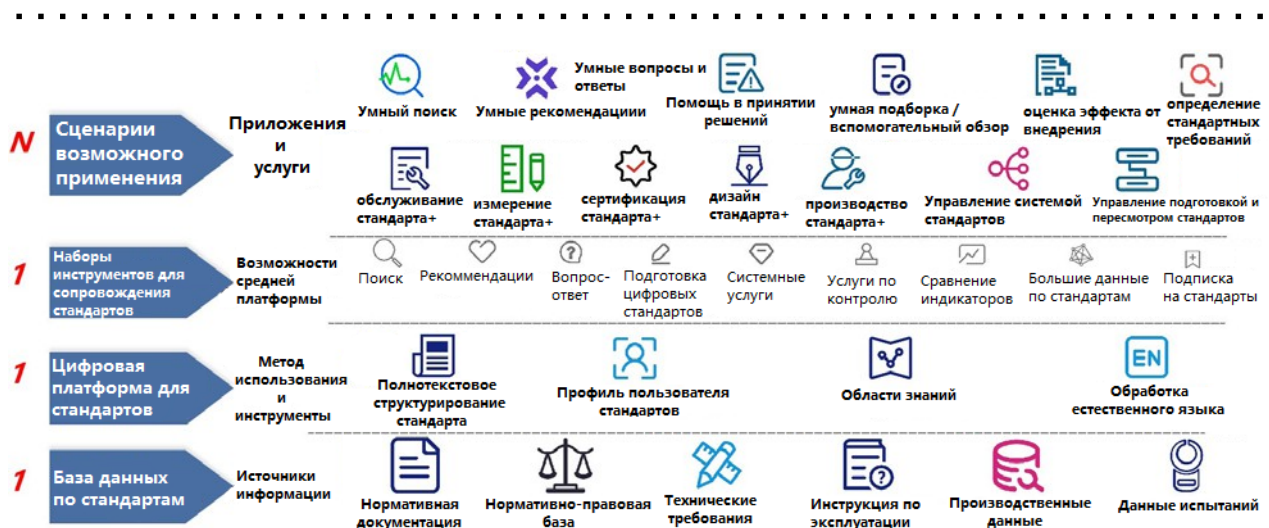 N
Сценарии
возможного
применения
Приложения
и
услуги
Умный поиск
Умные рекомендациии
Умные вопросы и
ответы
Помощь в принятии
решений
умная подборка /
вспомогательный обзор
оценка эффекта от
внедрения
определение
стандартных
требований
обслуживание
стандарта+
измерение
стандарта+
сертификация
стандарта+
дизайн
стандарта+
производство
стандарта+
Управление системой
стандартов
Управление подготовкой и
пересмотром стандартов
1
Наборы
инструментов для
сопровождения
стандартов
Возможности
средней
платформы
Поиск
Рекоммендации
Вопрос-
ответ
Подготовка
цифровых
стандартов
Системные
услуги
Услуги по
контролю
Сравнение
индикаторов
Большие данные
по стандартам
Подписка
на стандарты
1
Цифровая
платформа для
стандартов
Метод
использования
и
инструменты
Полнотекстовое
структурирование
стандарта
Профиль пользователя
стандартов
Области знаний
EN
Обработка
естественного языка
1
База данных
по стандартам
Источники
информации
Нормативная
документация
Нормативно-правовая
база
Технические
требования
Инструкция по
эксплуатации
Производственные
данные
Данные испытаний